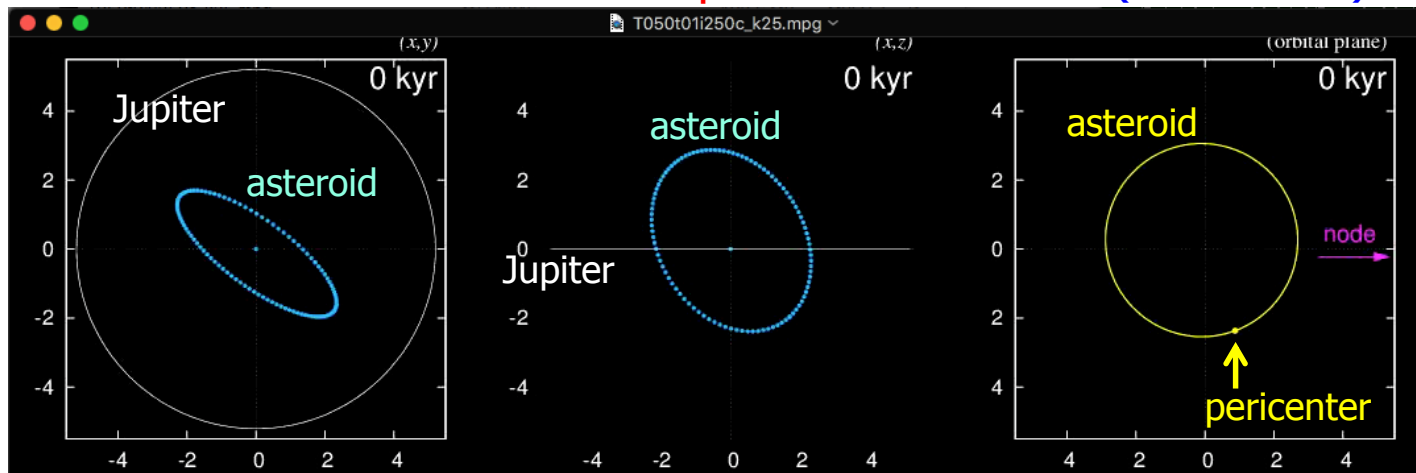 T050t01i250c_k25.mpg
(x,y)
0 kyr
Jupiter
asteroid
4
2
0
-2
-4
-4 -2 0 2 4
(x,z)
0 kyr
asteroid
Jupiter
4
2
0
-2
-4
-4 -2 0 2 4
(orbital plane)
0 kyr
asteroid
node
pericenter
4
2
0
2
4
4 2 0 2 4